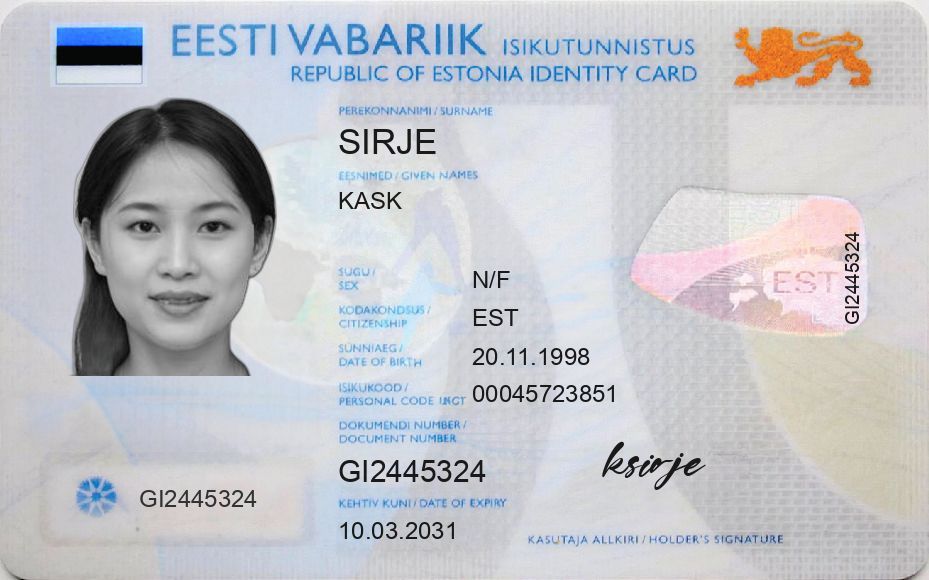 EESTI VABARIIK ISIKUTUNNISTUS
REPUBLIC OF ESTONIA IDENTITY CARD
PEREKONNANIMI / SURNAME
SIRJE
EESNIMED / GIVEN NAMES
KASK
SUGU /
SEX
N/F
KODAKONDSUS /
CITIZENSHIP
EST
SÜNNIAEG /
DATE OF BIRTH
20.11.1998
ISIKUKOOD /
PERSONAL CODE
00045723851
DOKUMENDI NUMBER /
DOCUMENT NUMBER
GI2445324
KEHTIV KUNI / DATE OF EXPIRY
10.03.2031
GI2445324
EST
GI2445324
ksirje
KASUTAJA ALLKIRI / HOLDER'S SIGNATURE